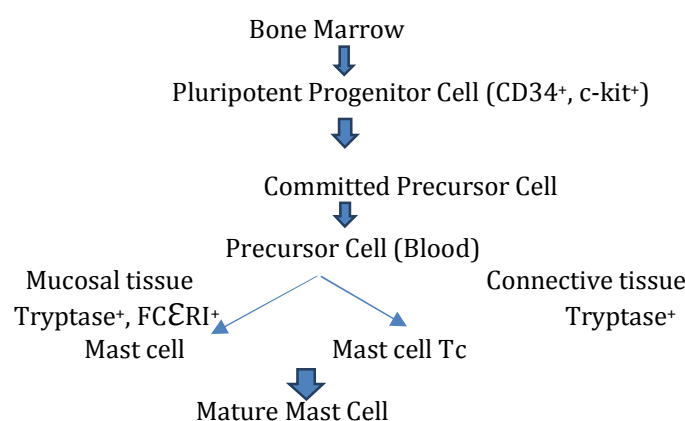 Bone Marrow
Pluripotent Progenitor Cell (CD34⁺, c-kit⁺)
Committed Precursor Cell
Precursor Cell (Blood)
Mucosal tissue
Connective tissue
Tryptase⁺, FCƐRI⁺
Tryptase⁺
Mast cell
Mast cell Tc
Mature Mast Cell